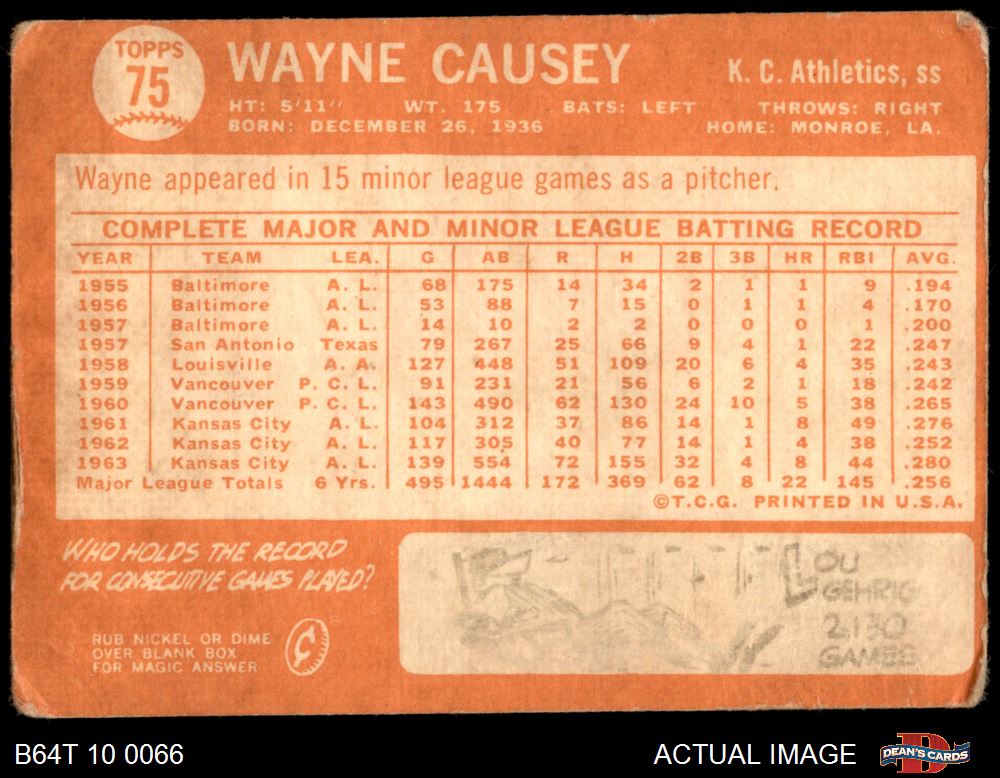 TOPPS
75
WAYNE CAUSEY
K. C. Athletics, ss
HT: 5'11" WT. 175 BATS: LEFT THROWS: RIGHT
BORN: DECEMBER 26, 1936 HOME: MONROE, LA.
Wayne appeared in 15 minor league games as a pitcher.
COMPLETE MAJOR AND MINOR LEAGUE BATTING RECORD
YEAR TEAM LEA. G AB R H 2B 3B HR RBI AVG.
1955 Baltimore A. L. 68 175 14 34 2 1 1 9 .194
1956 Baltimore A. L. 53 88 7 15 0 1 1 4 .170
1957 Baltimore A. L. 14 10 2 2 0 0 0 1 .200
1957 San Antonio Texas 79 267 25 66 9 4 1 22 .247
1958 Louisville A. A. 127 448 51 109 20 6 4 35 .243
1959 Vancouver P. C. L. 91 231 21 56 6 2 1 18 .242
1960 Vancouver P. C. L. 143 490 62 130 24 10 5 38 .265
1961 Kansas City A. L. 104 312 37 86 14 1 8 49 .276
1962 Kansas City A. L. 117 305 40 77 14 1 4 38 .252
1963 Kansas City A. L. 139 554 72 155 32 4 8 44 .280
Major League Totals 6 Yrs. 495 1444 172 369 62 8 22 145 .256
©T.C.G. PRINTED IN U.S.A.
WHO HOLDS THE RECORD
FOR CONSECUTIVE GAMES PLAYED?
RUB NICKEL OR DIME
OVER BLANK BOX
FOR MAGIC ANSWER
LOU
GEHRIG
2,130
GAMES
B64T 10 0066
ACTUAL IMAGE
DEAN'S CARDS